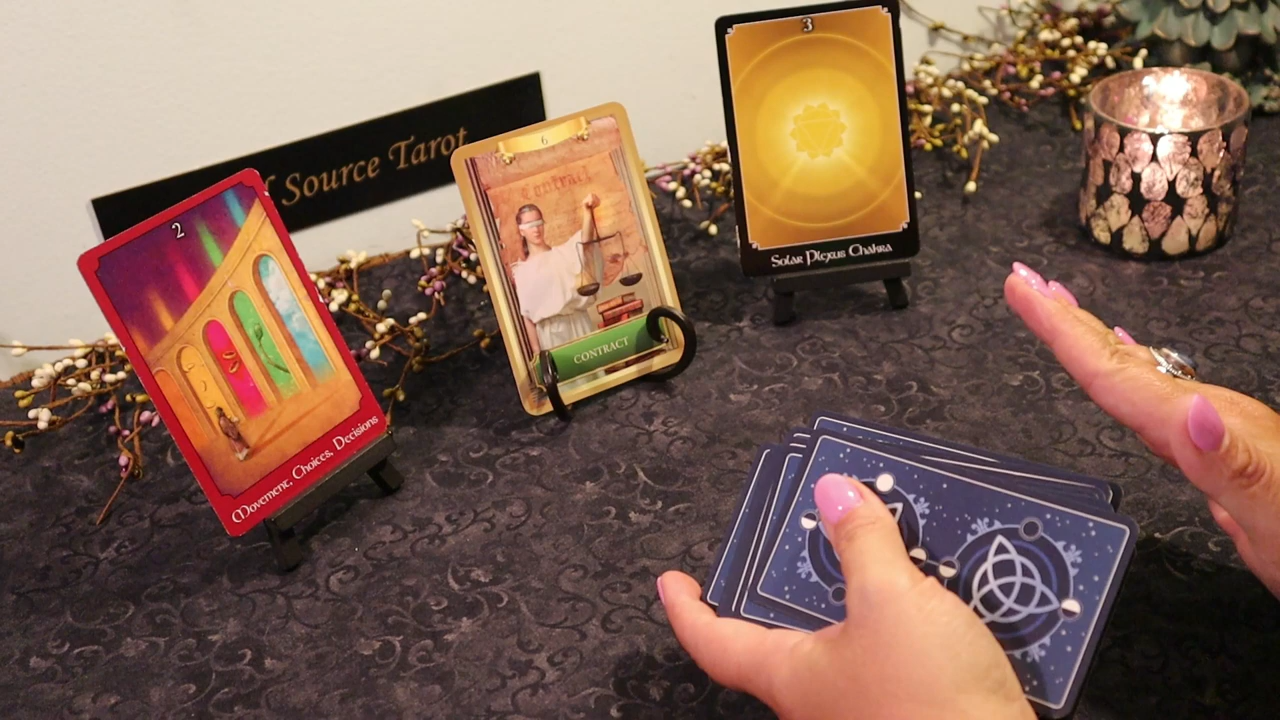 Source Tarot
2
Movement, Choices, Decisions
6
Contract
CONTRACT
3
Solar Plexus Chakra